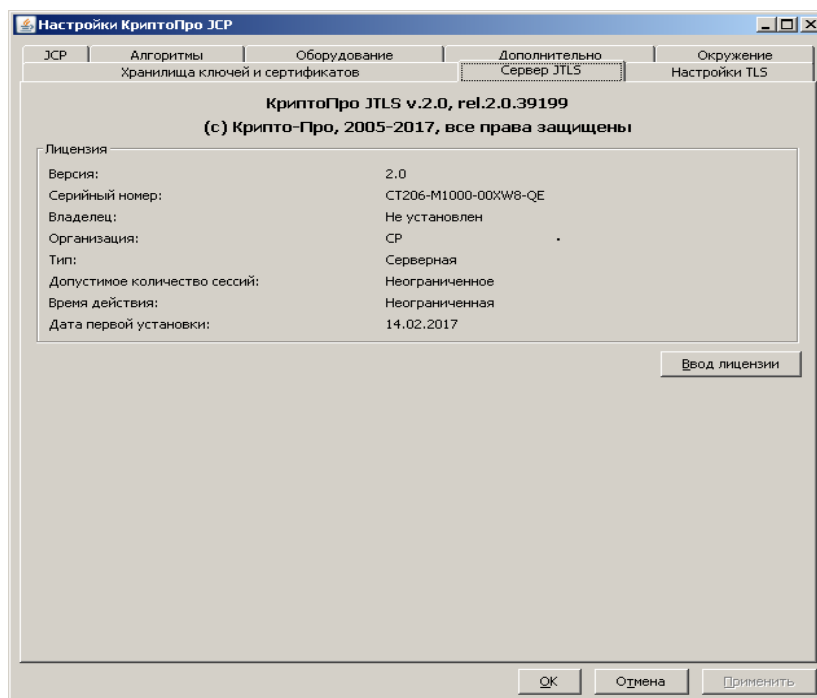 Настройки КриптоПро JCP
JCP Алгоритмы Оборудование Дополнительно Окружение
Хранилища ключей и сертификатов Сервер JTLS Настройки TLS
КриптоПро JTLS v.2.0, rel.2.0.39199
(c) Крипто-Про, 2005-2017, все права защищены
Лицензия
Версия: 2.0
Серийный номер: CT206-M1000-00XW8-QE
Владелец: Не установлен
Организация: CP
Тип: Серверная
Допустимое количество сессий: Неограниченное
Время действия: Неограниченная
Дата первой установки: 14.02.2017
Ввод лицензии
OK Отмена Применить